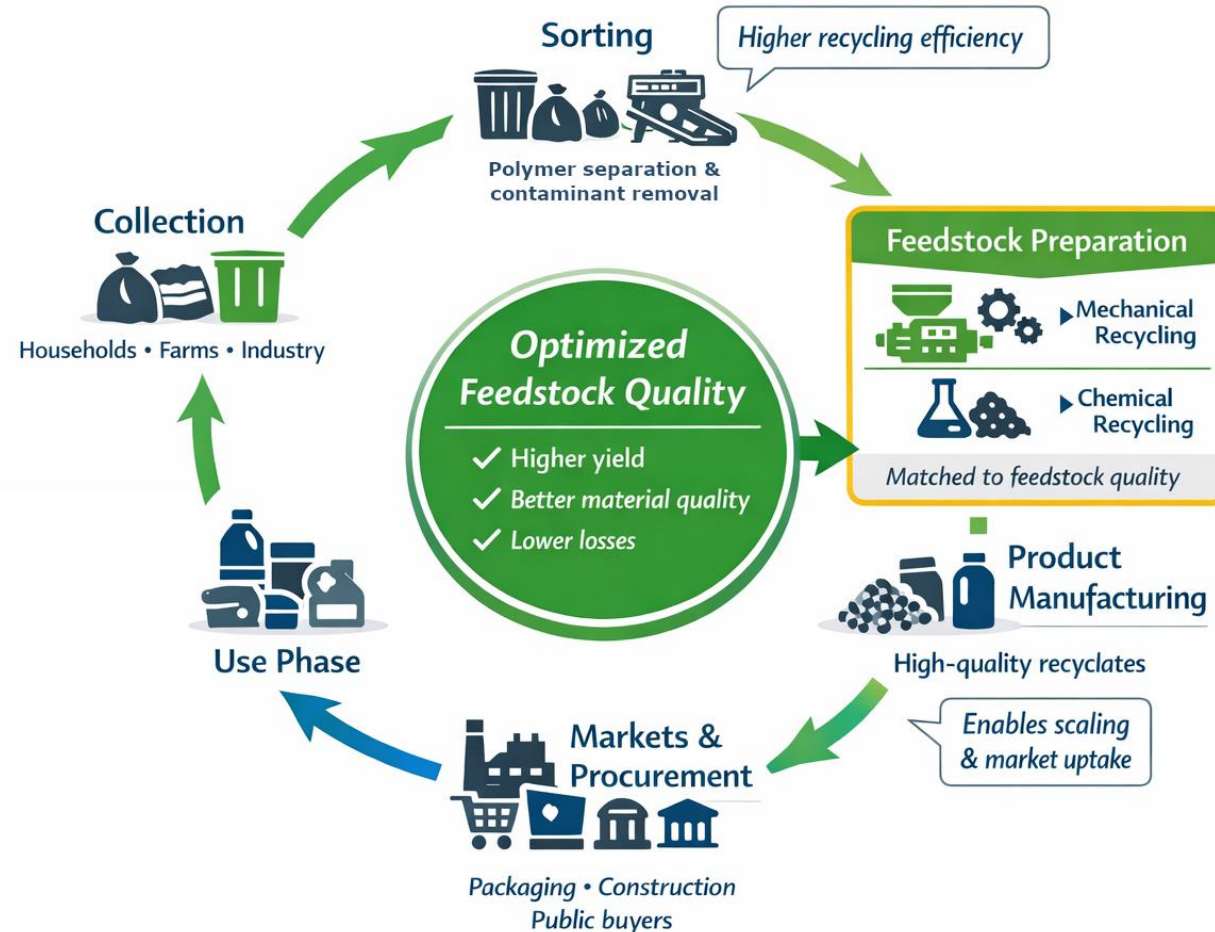 Sorting
Higher recycling efficiency
Polymer separation &
contaminant removal
Collection
Households • Farms • Industry
Feedstock Preparation
Mechanical
Recycling
Chemical
Recycling
Matched to feedstock quality
Optimized
Feedstock Quality
Higher yield
Better material quality
Lower losses
Product
Manufacturing
High-quality recyclates
Enables scaling
& market uptake
Use Phase
Markets &
Procurement
Packaging • Construction
Public buyers